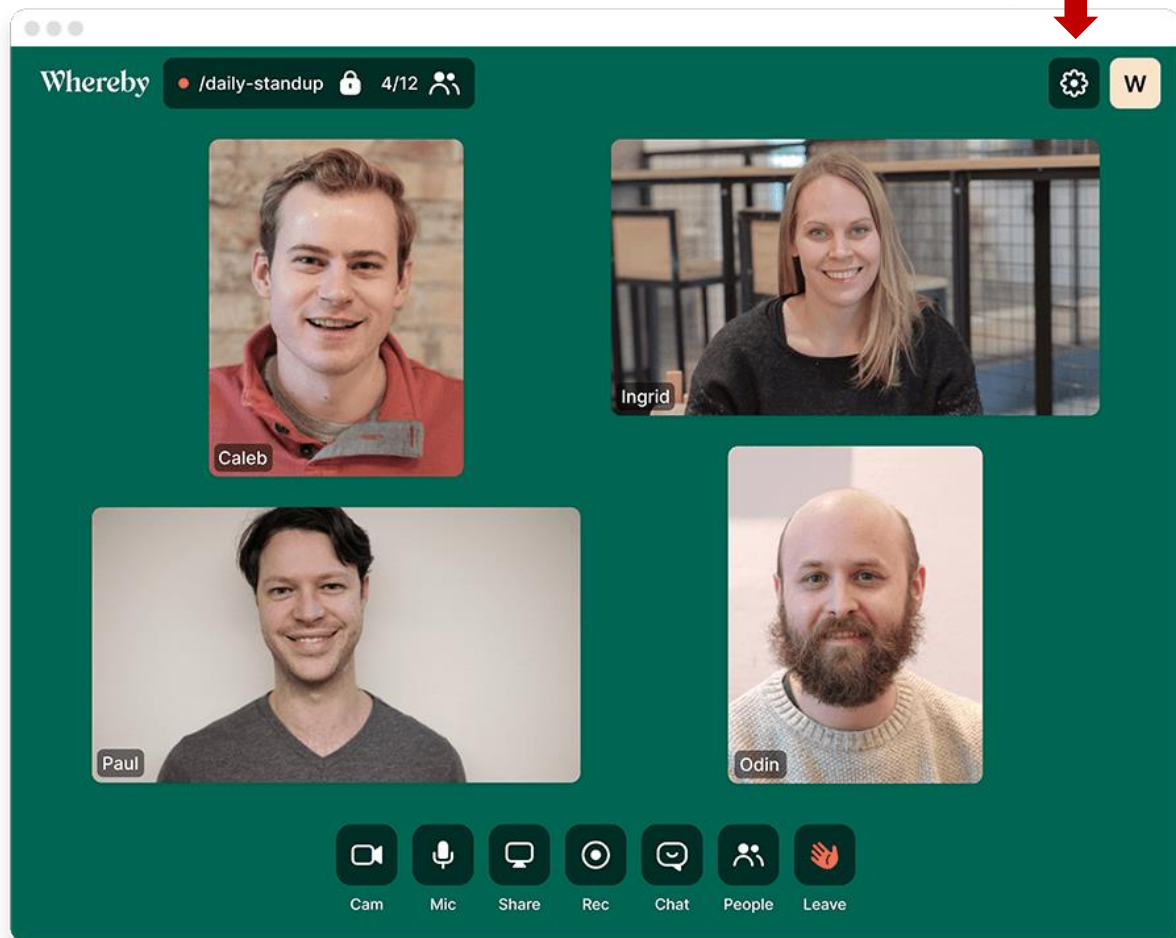 Whereby
/daily-standup 4/12
W
Caleb
Ingrid
Paul
Odin
Cam Mic Share Rec Chat People Leave